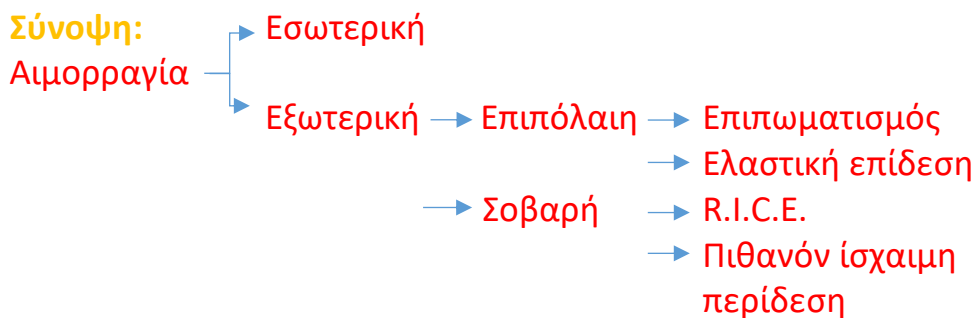 Σύνοψη:
Εσωτερική
Αιμορραγία
Εξωτερική
Επιπόλαιη
Επιπωματισμός
Ελαστική επίδεση
Σοβαρή
R.I.C.E.
Πιθανόν ίσχαιμη
περίδεση